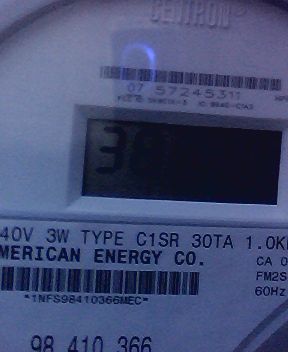 CENTRON®
07 57245311
38
40V 3W TYPE C1SR 30TA 1.0K
MERICAN ENERGY CO.
CA 0
FM2S
60Hz
*1NFS98410366MEC*
98 410 366